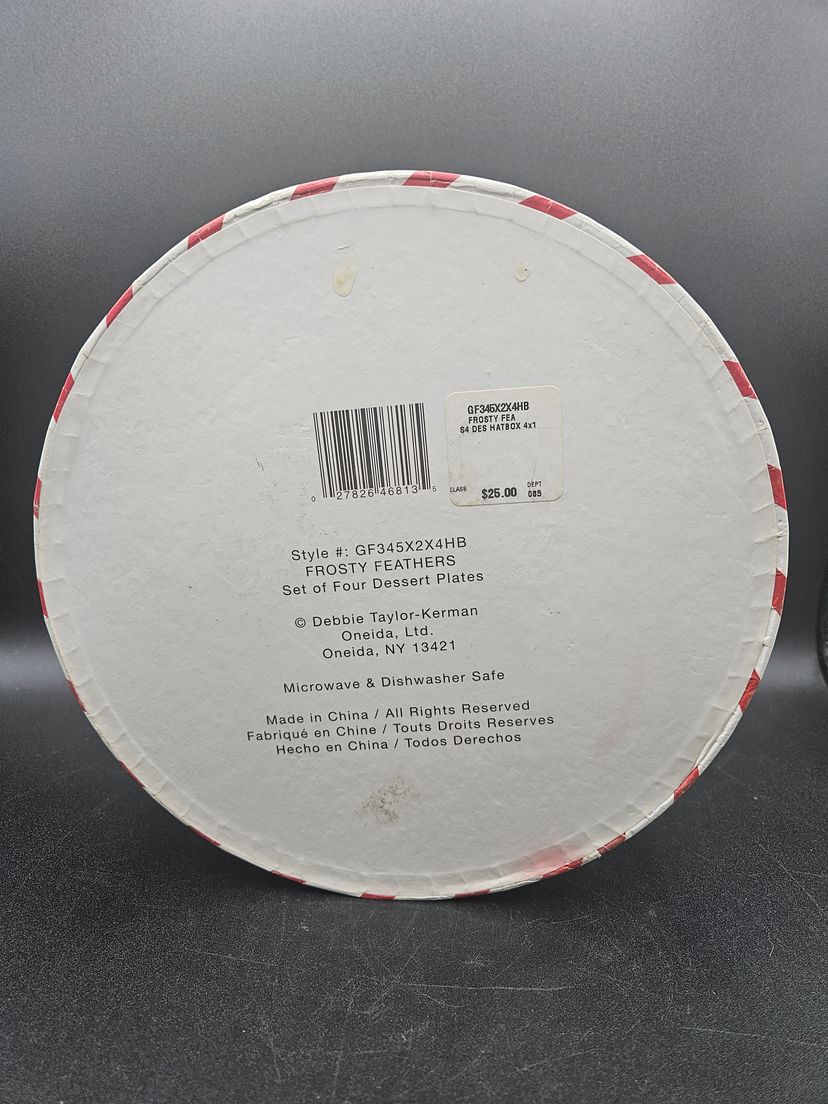 GF345X2X4HB
FROSTY FEA
S4 DES HATBOX 4x1
CLASS $25.00 DEPT 085
0 27826 46813 5
Style #: GF345X2X4HB
FROSTY FEATHERS
Set of Four Dessert Plates
© Debbie Taylor-Kerman
Oneida, Ltd.
Oneida, NY 13421
Microwave & Dishwasher Safe
Made in China / All Rights Reserved
Fabriqué en Chine / Touts Droits Reserves
Hecho en China / Todos Derechos